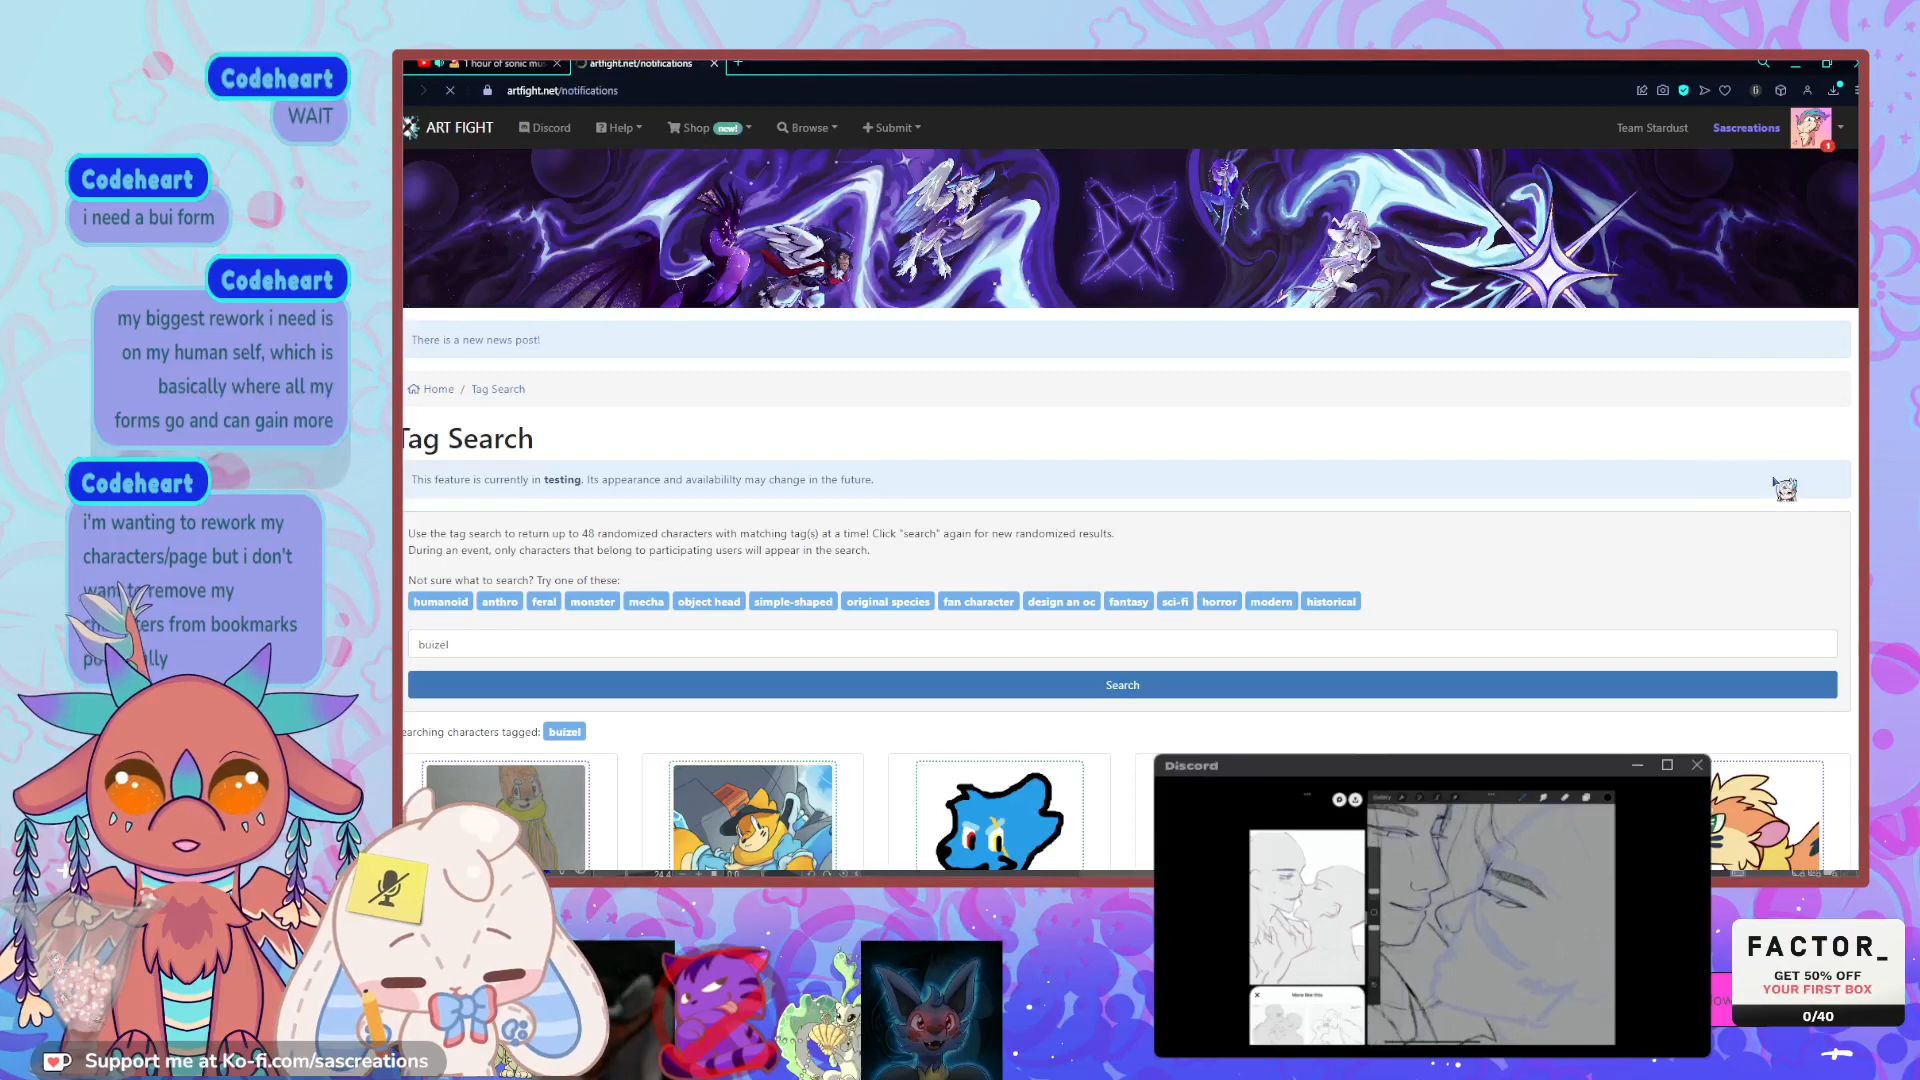 Codeheart
WAIT
Codeheart
i need a bui form
Codeheart
my biggest rework i need is
on my human self, which is
basically where all my
forms go and can gain more
Codeheart
i'm wanting to rework my
characters/page but i don't
want to remove my
from bookmarks
1 hour of sonic mus
artfight.net/notifications
artfight.net/notifications
ART FIGHT
Discord
Help
Shop new!
Browse
Submit
Team Stardust
Sascreations
1
There is a new news post!
Home / Tag Search
Tag Search
This feature is currently in testing. Its appearance and availability may change in the future.
Use the tag search to return up to 48 randomized characters with matching tag(s) at a time! Click "search" again for new randomized results.
During an event, only characters that belong to participating users will appear in the search.
Not sure what to search? Try one of these:
humanoid anthro feral monster mecha object head simple-shaped original species fan character design an oc fantasy sci-fi horror modern historical
buizel
Search
earching characters tagged: buizel
Discord
Gallery
More like this
FACTOR_
GET 50% OFF
YOUR FIRST BOX
0/40
Support me at Ko-fi.com/sascreations